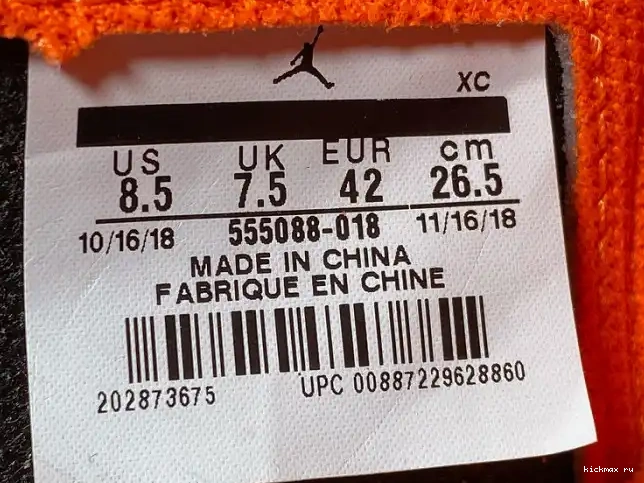 XC
US UK EUR cm
8.5 7.5 42 26.5
10/16/18 555088-018 11/16/18
MADE IN CHINA
FABRIQUE EN CHINE
202873675 UPC 00887229628860
kickmax ru